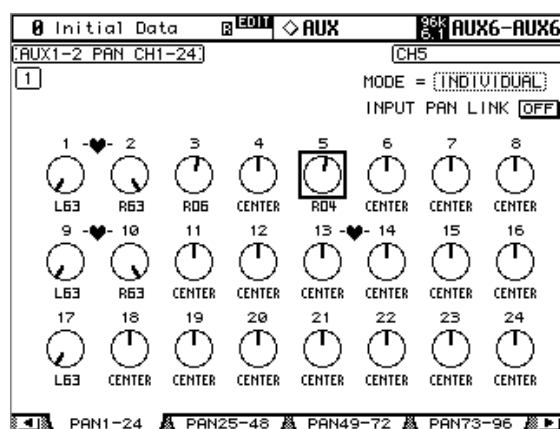 0 Initial Data EDIT ◇AUX 96k 6.1 AUX6-AUX6
AUX1-2 PAN CH1-24 CH5
1 MODE = INDIVIDUAL
INPUT PAN LINK OFF
1 -♥- 2 3 4 5 6 7 8
L63 R63 R06 CENTER R04 CENTER CENTER CENTER
9 -♥- 10 11 12 13 -♥- 14 15 16
L63 R63 CENTER CENTER CENTER CENTER CENTER CENTER
17 18 19 20 21 22 23 24
L63 CENTER CENTER CENTER CENTER CENTER CENTER CENTER
PAN1-24 PAN25-48 PAN49-72 PAN73-96